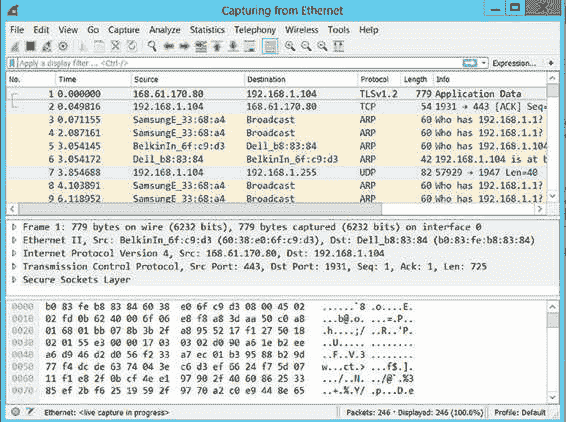 Capturing from Ethernet
File Edit View Go Capture Analyze Statistics Telephony Wireless Tools Help
Apply a display filter ... <Ctrl-/> Expression... +
No. Time Source Destination Protocol Length Info
1 0.000000 168.61.170.80 192.168.1.104 TLSv1.2 779 Application Data
2 0.049816 192.168.1.104 168.61.170.80 TCP 54 1931 → 443 [ACK] Seq=
3 0.071155 SamsungE_33:68:a4 Broadcast ARP 60 Who has 192.168.1.1?
4 2.087161 SamsungE_33:68:a4 Broadcast ARP 60 Who has 192.168.1.1?
5 3.054145 BelkinIn_6f:c9:d3 Dell_b8:83:84 ARP 60 Who has 192.168.1.104?
6 3.054172 Dell_b8:83:84 BelkinIn_6f:c9:d3 ARP 42 192.168.1.104 is at b
7 3.854688 192.168.1.104 192.168.1.255 UDP 82 57929 → 1947 Len=40
8 4.103891 SamsungE_33:68:a4 Broadcast ARP 60 Who has 192.168.1.1?
9 6.118952 SamsungE_33:68:a4 Broadcast ARP 60 Who has 192.168.1.1?
Frame 1: 779 bytes on wire (6232 bits), 779 bytes captured (6232 bits) on interface 0
Ethernet II, Src: BelkinIn_6f:c9:d3 (60:38:e0:6f:c9:d3), Dst: Dell_b8:83:84 (b0:83:fe:b8:83:84)
Internet Protocol Version 4, Src: 168.61.170.80, Dst: 192.168.1.104
Transmission Control Protocol, Src Port: 443, Dst Port: 1931, Seq: 1, Ack: 1, Len: 725
Secure Sockets Layer
0000 b0 83 fe b8 83 84 60 38 e0 6f c9 d3 08 00 45 02 ......`8 .o....E.
0010 02 fd 0b 62 40 00 6f 06 e8 f8 a8 3d aa 50 c0 a8 ...b@.o. ...=.P..
0020 01 68 01 bb 07 8b 3b 2f a8 95 52 17 f1 27 50 18 .h....;/ ..R..'P.
0030 02 01 55 e3 00 00 17 03 03 02 d0 90 a6 1e b2 ee ..U..... ........
0040 a6 d9 46 d2 d0 56 f2 33 a7 ec 01 b3 95 88 b2 9d ..F..V.3 ........
0050 77 f4 dc de 63 74 04 3e c6 d3 ef 66 24 f7 5d 07 w...ct.> ...f$.].
0060 11 f1 e8 2f 0b cf 4e e1 97 90 2f 40 60 86 25 33 .../..N. ../@`.%3
0070 85 ef 2b f6 25 19 59 2f 97 70 a2 c0 e9 44 8e 65 ..+.%.Y/ .p...D.e
Ethernet: <live capture in progress> Packets: 246 · Displayed: 246 (100.0%) Profile: Default